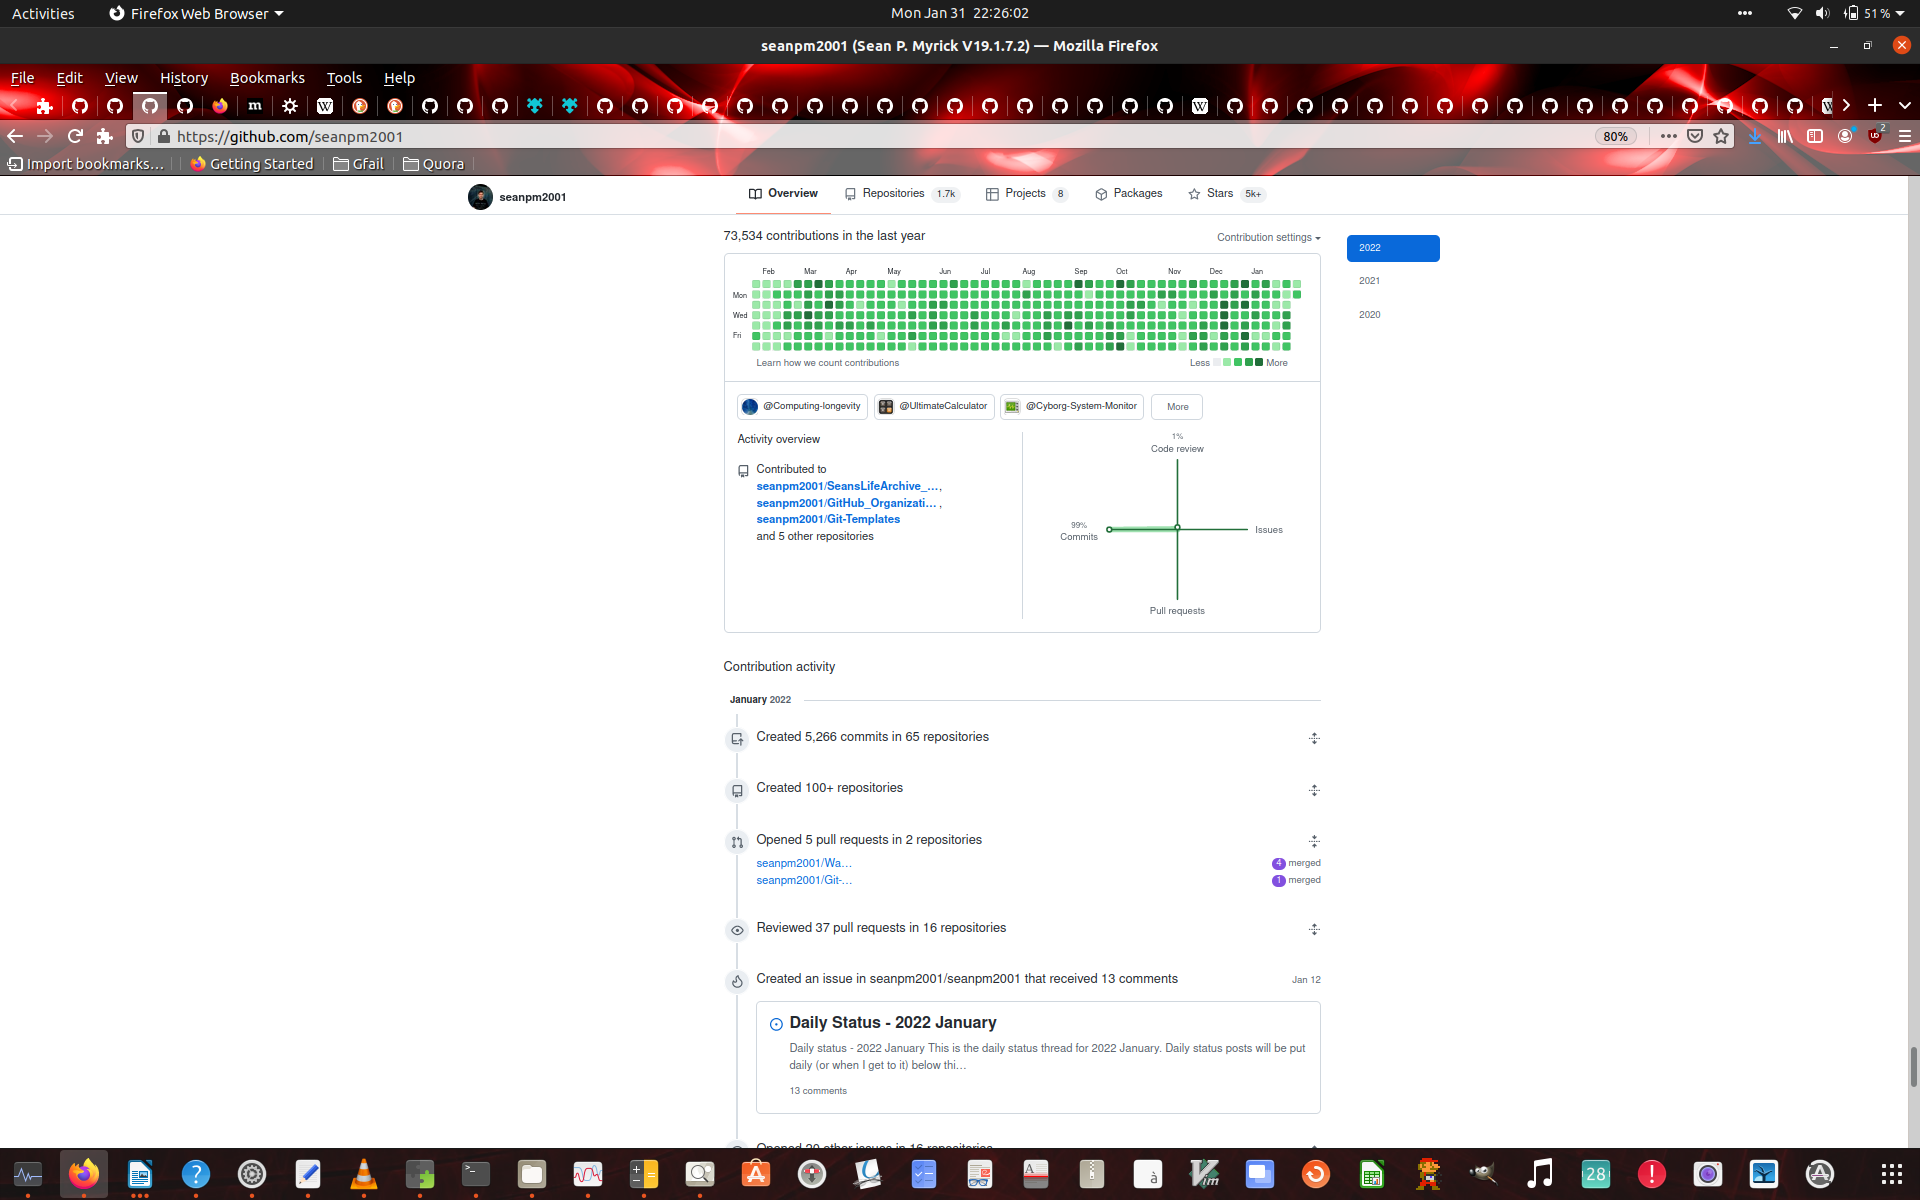 Activities
Firefox Web Browser
Mon Jan 31 22:26:02
51 %
seanpm2001 (Sean P. Myrick V19.1.7.2) — Mozilla Firefox
File Edit View History Bookmarks Tools Help
https://github.com/seanpm2001
80%
2
Import bookmarks...
Getting Started
Gfail
Quora
seanpm2001
Overview
Repositories 1.7k
Projects 8
Packages
Stars 5k+
73,534 contributions in the last year
Contribution settings
2022
2021
2020
Feb Mar Apr May Jun Jul Aug Sep Oct Nov Dec Jan
Mon
Wed
Fri
Learn how we count contributions
Less
More
@Computing-longevity
@UltimateCalculator
@Cyborg-System-Monitor
More
Activity overview
Contributed to
seanpm2001/SeansLifeArchive_...,
seanpm2001/GitHub_Organizati... ,
seanpm2001/Git-Templates
and 5 other repositories
1%
Code review
99%
Commits
Issues
Pull requests
Contribution activity
January 2022
Created 5,266 commits in 65 repositories
Created 100+ repositories
Opened 5 pull requests in 2 repositories
seanpm2001/Wa...
4 merged
seanpm2001/Git-...
1 merged
Reviewed 37 pull requests in 16 repositories
Created an issue in seanpm2001/seanpm2001 that received 13 comments
Jan 12
Daily Status - 2022 January
Daily status - 2022 January This is the daily status thread for 2022 January. Daily status posts will be put
daily (or when I get to it) below thi...
13 comments
Opened 20 other issues in 16 repositories
28